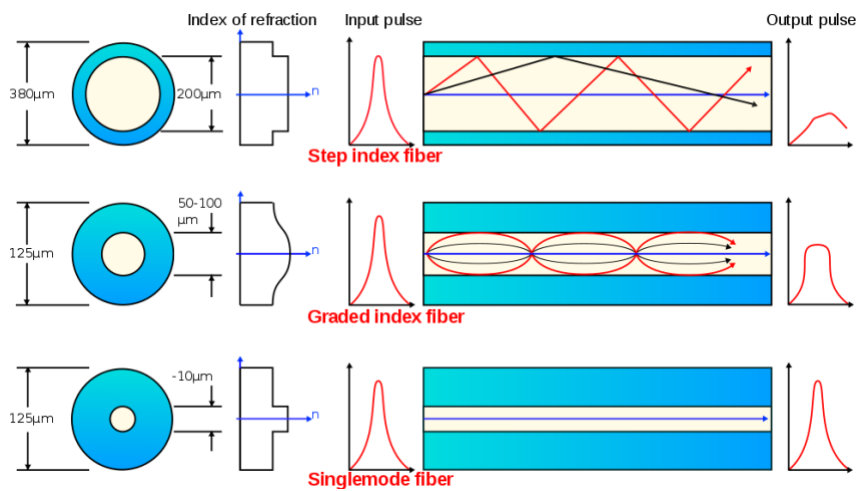 Index of refraction
Input pulse
Output pulse
380µm
200µm
n
Step index fiber
125µm
50-100
µm
n
Graded index fiber
125µm
-10µm
n
Singlemode fiber